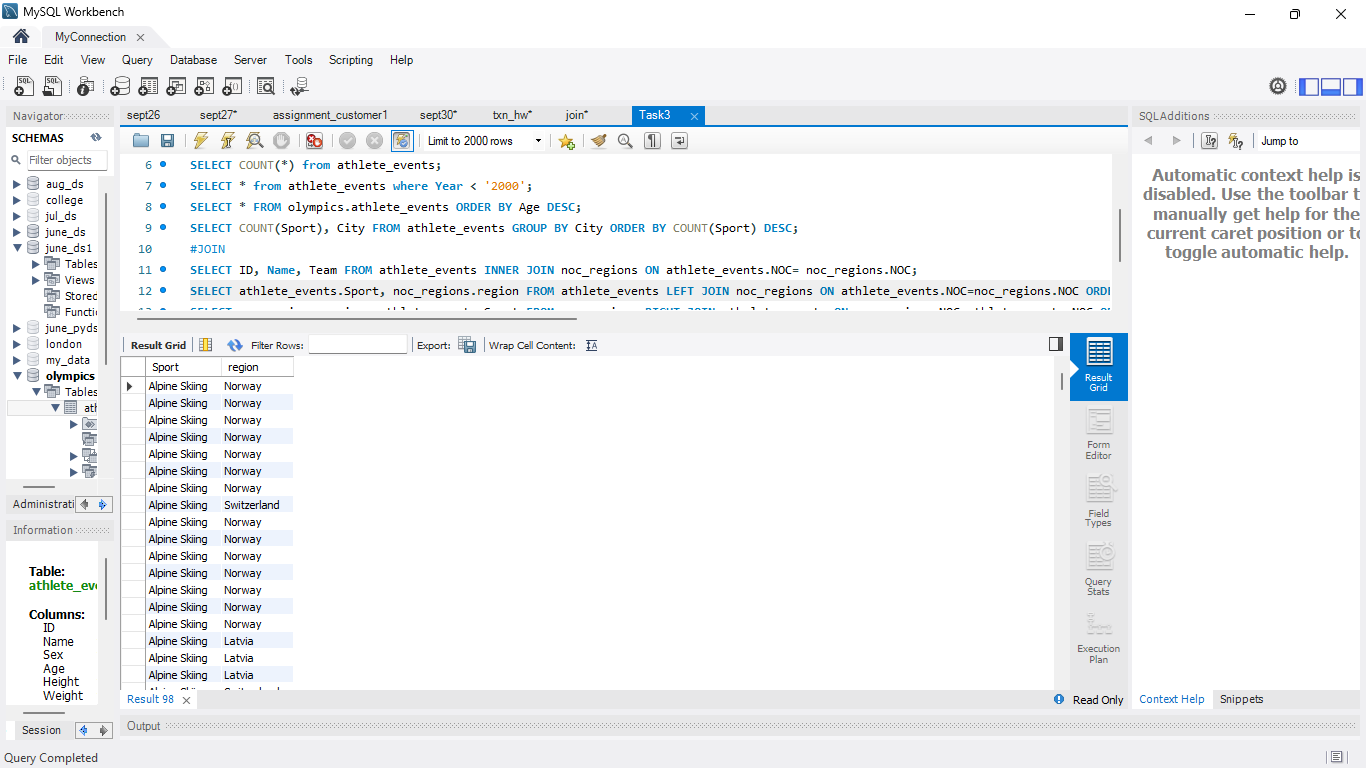 MySQL Workbench
MyConnection
File Edit View Query Database Server Tools Scripting Help
Navigator
SCHEMAS
Filter objects
aug_ds
college
jul_ds
june_ds
june_ds1
Tables
Views
Stored
Functi
june_pyds
london
my_data
olympics
Tables
ath
Administrati
Information
Table:
athlete_eve
Columns:
ID
Name
Sex
Age
Height
Weight
Session
sept26 sept27* assignment_customer1 sept30* txn_hw* join* Task3
Limit to 2000 rows
6 SELECT COUNT(*) from athlete_events;
7 SELECT * from athlete_events where Year < '2000';
8 SELECT * FROM olympics.athlete_events ORDER BY Age DESC;
9 SELECT COUNT(Sport), City FROM athlete_events GROUP BY City ORDER BY COUNT(Sport) DESC;
10 #JOIN
11 SELECT ID, Name, Team FROM athlete_events INNER JOIN noc_regions ON athlete_events.NOC= noc_regions.NOC;
12 SELECT athlete_events.Sport, noc_regions.region FROM athlete_events LEFT JOIN noc_regions ON athlete_events.NOC=noc_regions.NOC ORD
Result Grid Filter Rows: Export: Wrap Cell Content:
Sport region
Alpine Skiing Norway
Alpine Skiing Norway
Alpine Skiing Norway
Alpine Skiing Norway
Alpine Skiing Norway
Alpine Skiing Norway
Alpine Skiing Norway
Alpine Skiing Switzerland
Alpine Skiing Norway
Alpine Skiing Norway
Alpine Skiing Norway
Alpine Skiing Norway
Alpine Skiing Norway
Alpine Skiing Norway
Alpine Skiing Norway
Alpine Skiing Latvia
Alpine Skiing Latvia
Alpine Skiing Latvia
Result Grid
Form Editor
Field Types
Query Stats
Execution Plan
Result 98
Read Only
Output
SQLAdditions
Jump to
Automatic context help is
disabled. Use the toolbar t
manually get help for the
current caret position or to
toggle automatic help.
Context Help Snippets
Query Completed